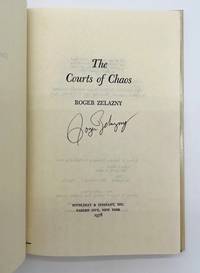 The
Courts of Chaos
ROGER ZELAZNY
Roger Zelazny
DOUBLEDAY & COMPANY, INC.
GARDEN CITY, NEW YORK
1978